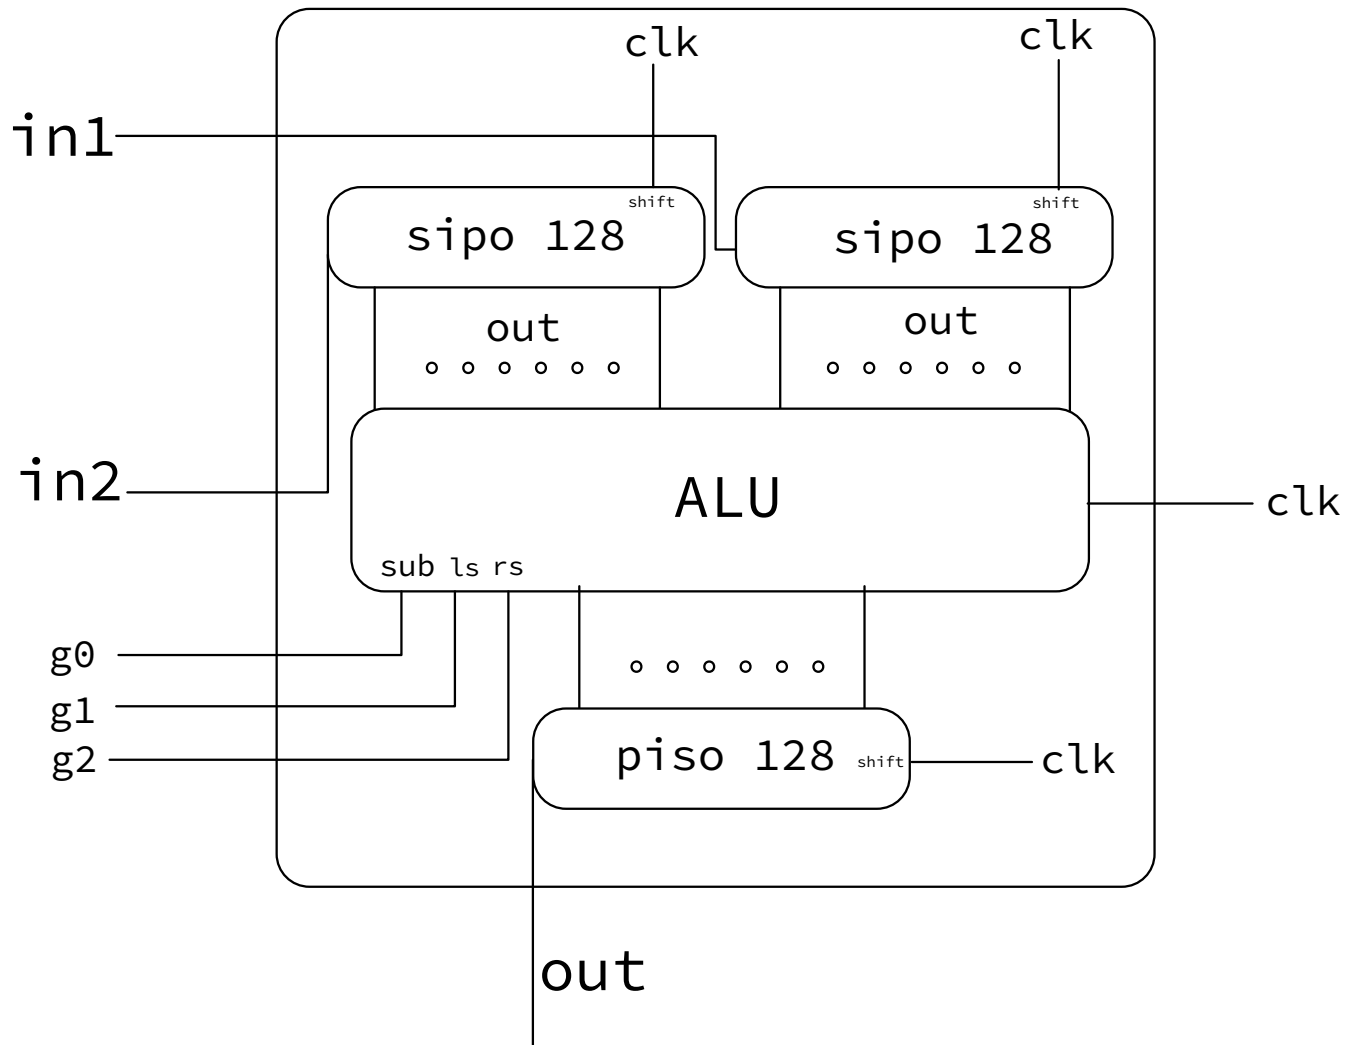 clk
clk
in1
shift
shift
sipo 128
sipo 128
out
out
in2
ALU
clk
sub ls rs
g0
g1
g2
piso 128
shift
clk
out